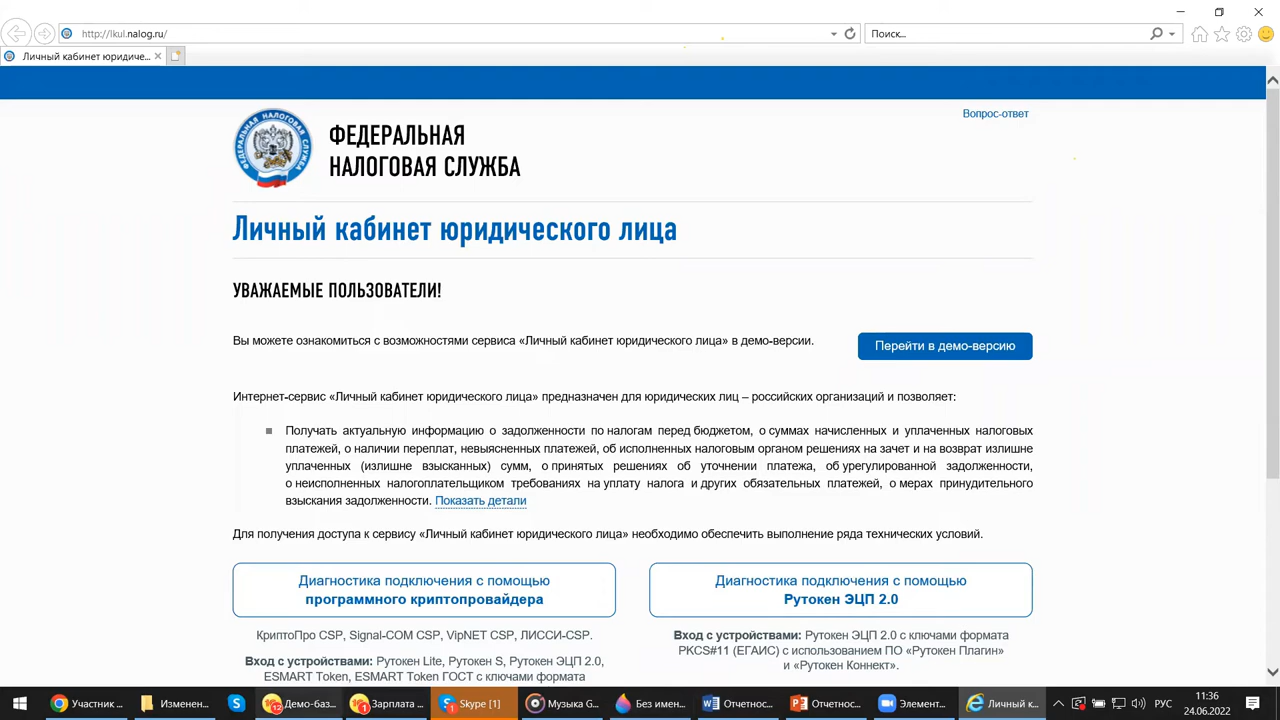 http://lkul.nalog.ru/
Поиск...
Личный кабинет юридиче...
Вопрос-ответ
ФЕДЕРАЛЬНАЯ НАЛОГОВАЯ СЛУЖБА
ФЕДЕРАЛЬНАЯ
НАЛОГОВАЯ СЛУЖБА
Личный кабинет юридического лица
УВАЖАЕМЫЕ ПОЛЬЗОВАТЕЛИ!
Вы можете ознакомиться с возможностями сервиса «Личный кабинет юридического лица» в демо-версии.
Перейти в демо-версию
Интернет-сервис «Личный кабинет юридического лица» предназначен для юридических лиц – российских организаций и позволяет:
Получать актуальную информацию о задолженности по налогам перед бюджетом, о суммах начисленных и уплаченных налоговых
платежей, о наличии переплат, невыясненных платежей, об исполненных налоговым органом решениях на зачет и на возврат излишне
уплаченных (излишне взысканных) сумм, о принятых решениях об уточнении платежа, об урегулированной задолженности,
о неисполненных налогоплательщиком требованиях на уплату налога и других обязательных платежей, о мерах принудительного
взыскания задолженности. Показать детали
Для получения доступа к сервису «Личный кабинет юридического лица» необходимо обеспечить выполнение ряда технических условий.
Диагностика подключения с помощью
программного криптопровайдера
КриптоПро CSP, Signal-COM CSP, VipNET CSP, ЛИССИ-CSP.
Вход с устройствами: Рутокен Lite, Рутокен S, Рутокен ЭЦП 2.0,
ESMART Token, ESMART Token ГОСТ с ключами формата
Диагностика подключения с помощью
Рутокен ЭЦП 2.0
Вход с устройствами: Рутокен ЭЦП 2.0 с ключами формата
PKCS#11 (ЕГАИС) с использованием ПО «Рутокен Плагин»
и «Рутокен Коннект».
Участник ...
Изменен...
Демо-баз...
Зарплата ...
Skype [1]
Музыка G...
Без имен...
Отчетнос...
Отчетнос...
Элемент...
Личный к...
РУС
11:36
24.06.2022